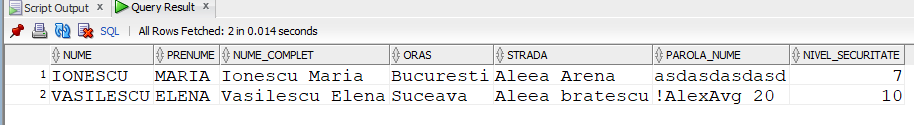 Script Output × Query Result ×
SQL | All Rows Fetched: 2 in 0.014 seconds
NUME PRENUME NUME_COMPLET ORAS STRADA PAROLA_NUME NIVEL_SECURITATE
1 IONESCU MARIA Ionescu Maria Bucuresti Aleea Arena asdasdasdasd 7
2 VASILESCU ELENA Vasilescu Elena Suceava Aleea bratescu !AlexAvg 20 10